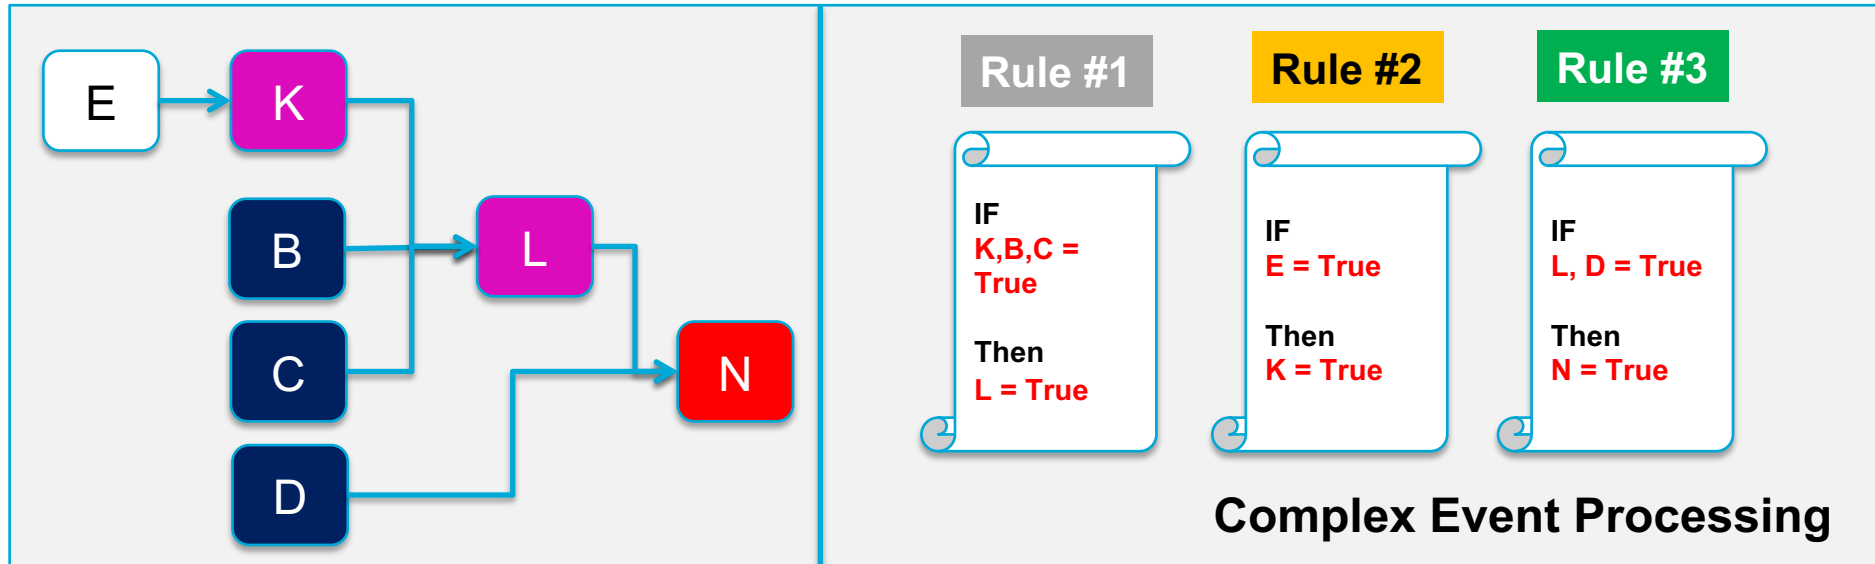 E
K
B
L
C
N
D
Rule #1
IF
K,B,C =
True
Then
L = True
Rule #2
IF
E = True
Then
K = True
Rule #3
IF
L, D = True
Then
N = True
Complex Event Processing